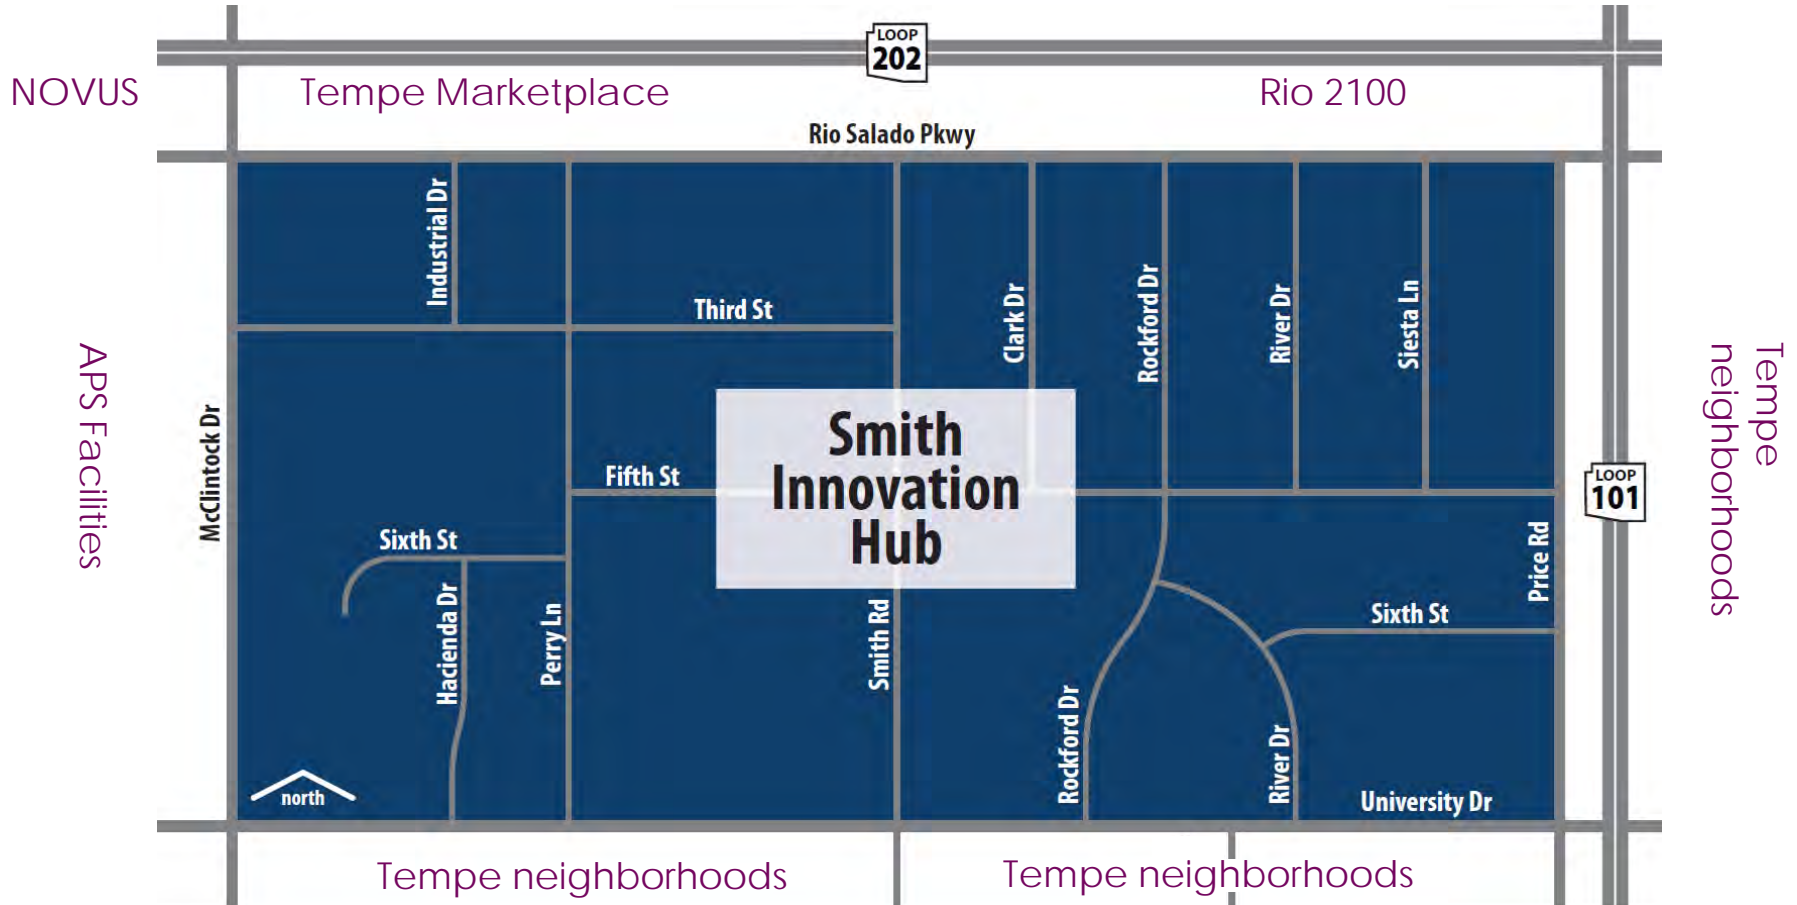 LOOP
202
NOVUS
Tempe Marketplace
Rio 2100
Rio Salado Pkwy
Industrial Dr
Third St
Clark Dr
Rockford Dr
River Dr
Siesta Ln
APS Facilities
McClintock Dr
Tempe
neighborhoods
Smith
Innovation
Hub
Fifth St
LOOP
101
Sixth St
Price Rd
Hacienda Dr
Perry Ln
Smith Rd
Sixth St
Rockford Dr
River Dr
north
University Dr
Tempe neighborhoods
Tempe neighborhoods